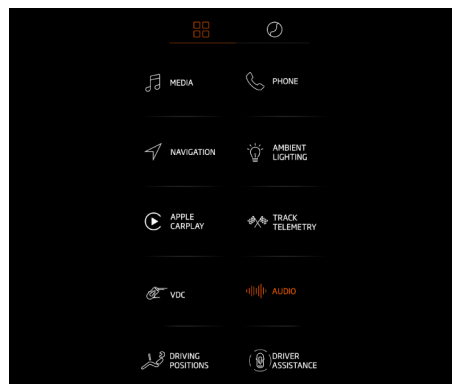 MEDIA
PHONE
NAVIGATION
AMBIENT
LIGHTING
APPLE
CARPLAY
TRACK
TELEMETRY
VDC
AUDIO
DRIVING
POSITIONS
DRIVER
ASSISTANCE